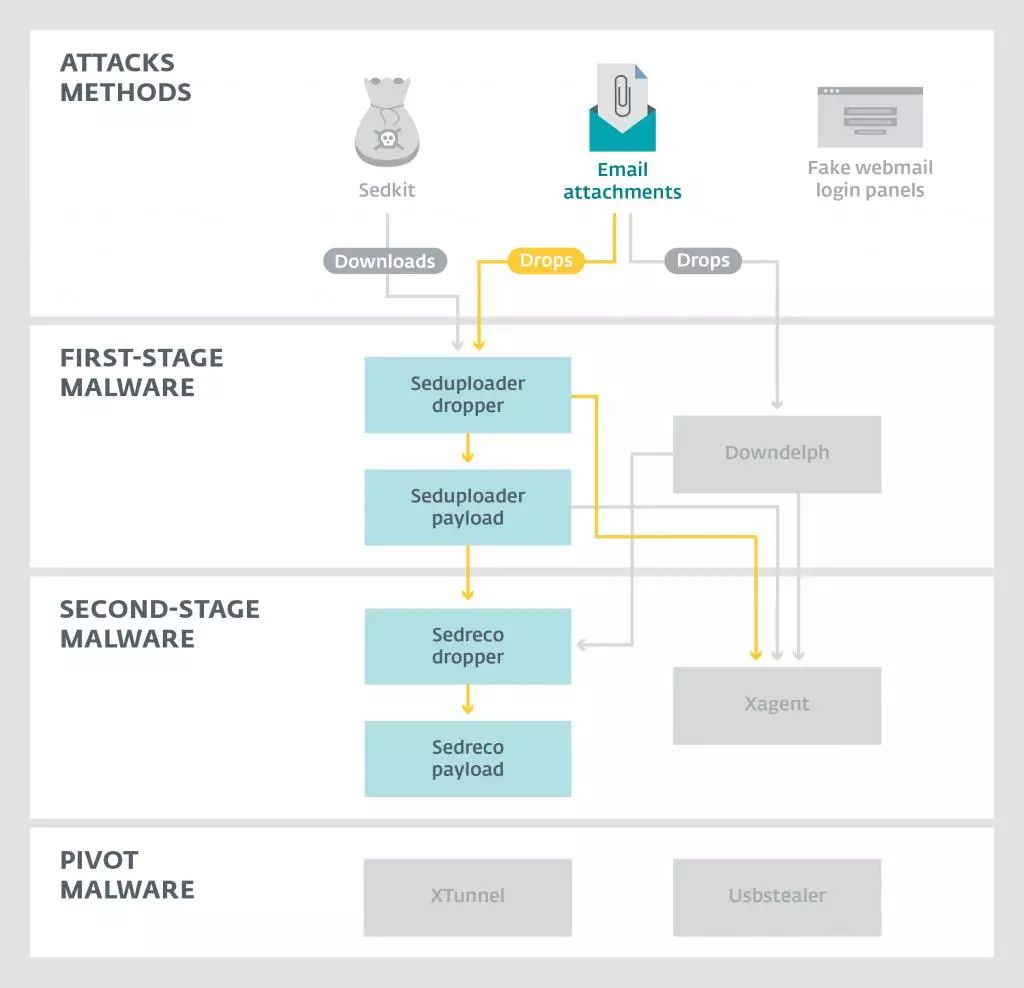 ATTACKS
METHODS
Sedkit
Email
attachments
Fake webmail
login panels
Downloads
Drops
Drops
FIRST-STAGE
MALWARE
Seduploader
dropper
Downdelph
Seduploader
payload
SECOND-STAGE
MALWARE
Sedreco
dropper
Xagent
Sedreco
payload
PIVOT
MALWARE
XTunnel
Usbstealer